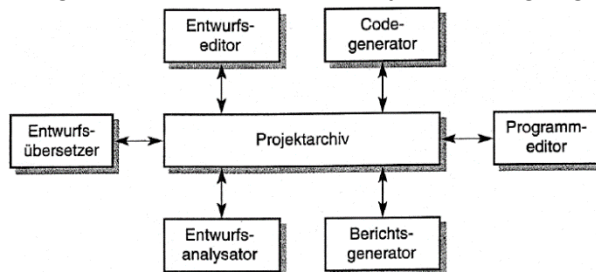 Entwurfs-
editor
Code-
generator
Entwurfs-
übersetzer
Projektarchiv
Programm-
editor
Entwurfs-
analysator
Berichts-
generator